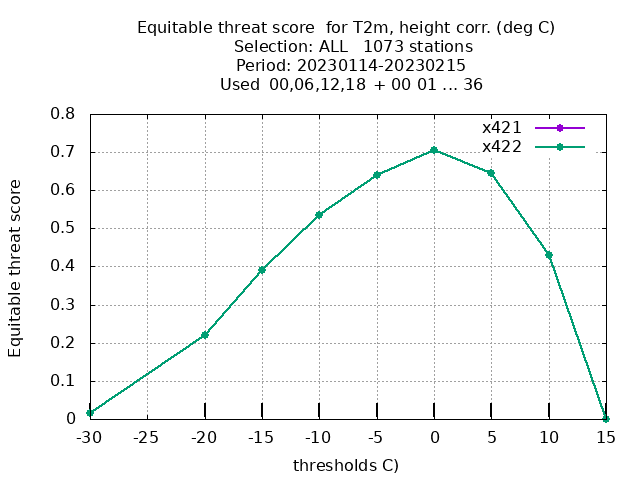 Equitable threat score  for T2m, height corr. (deg C)
Selection: ALL   1073 stations
Period: 20230114-20230215
Used  00,06,12,18  + 00 01 ... 36
x421
x422
Equitable threat score
0.8
0.7
0.6
0.5
0.4
0.3
0.2
0.1
0
-30 -25 -20 -15 -10 -5 0 5 10 15
thresholds C)